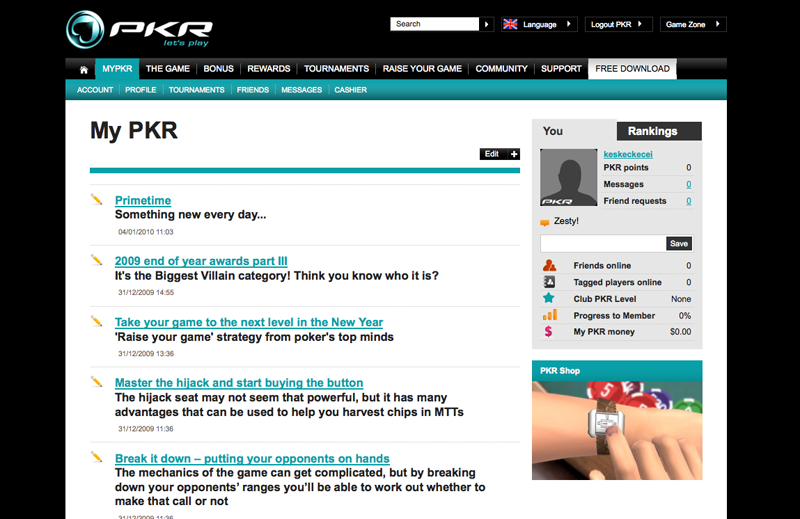 PKR
let's play
Search
Language
Logout PKR
Game Zone
MYPKR THE GAME BONUS REWARDS TOURNAMENTS RAISE YOUR GAME COMMUNITY SUPPORT FREE DOWNLOAD
ACCOUNT PROFILE TOURNAMENTS FRIENDS MESSAGES CASHIER
My PKR
Edit +
Primetime
Something new every day...
04/01/2010 11:03
2009 end of year awards part III
It's the Biggest Villain category! Think you know who it is?
31/12/2009 14:55
Take your game to the next level in the New Year
'Raise your game' strategy from poker's top minds
31/12/2009 13:36
Master the hijack and start buying the button
The hijack seat may not seem that powerful, but it has many
advantages that can be used to help you harvest chips in MTTs
31/12/2009 11:36
Break it down – putting your opponents on hands
The mechanics of the game can get complicated, but by breaking
down your opponents' ranges you'll be able to work out whether to
make that call or not
31/12/2009 11:36
You Rankings
PKR
keskeckecei
PKR points 0
Messages 0
Friend requests 0
Zesty!
Save
Friends online 0
Tagged players online 0
Club PKR Level None
Progress to Member 0%
$ My PKR money $0.00
PKR Shop
5